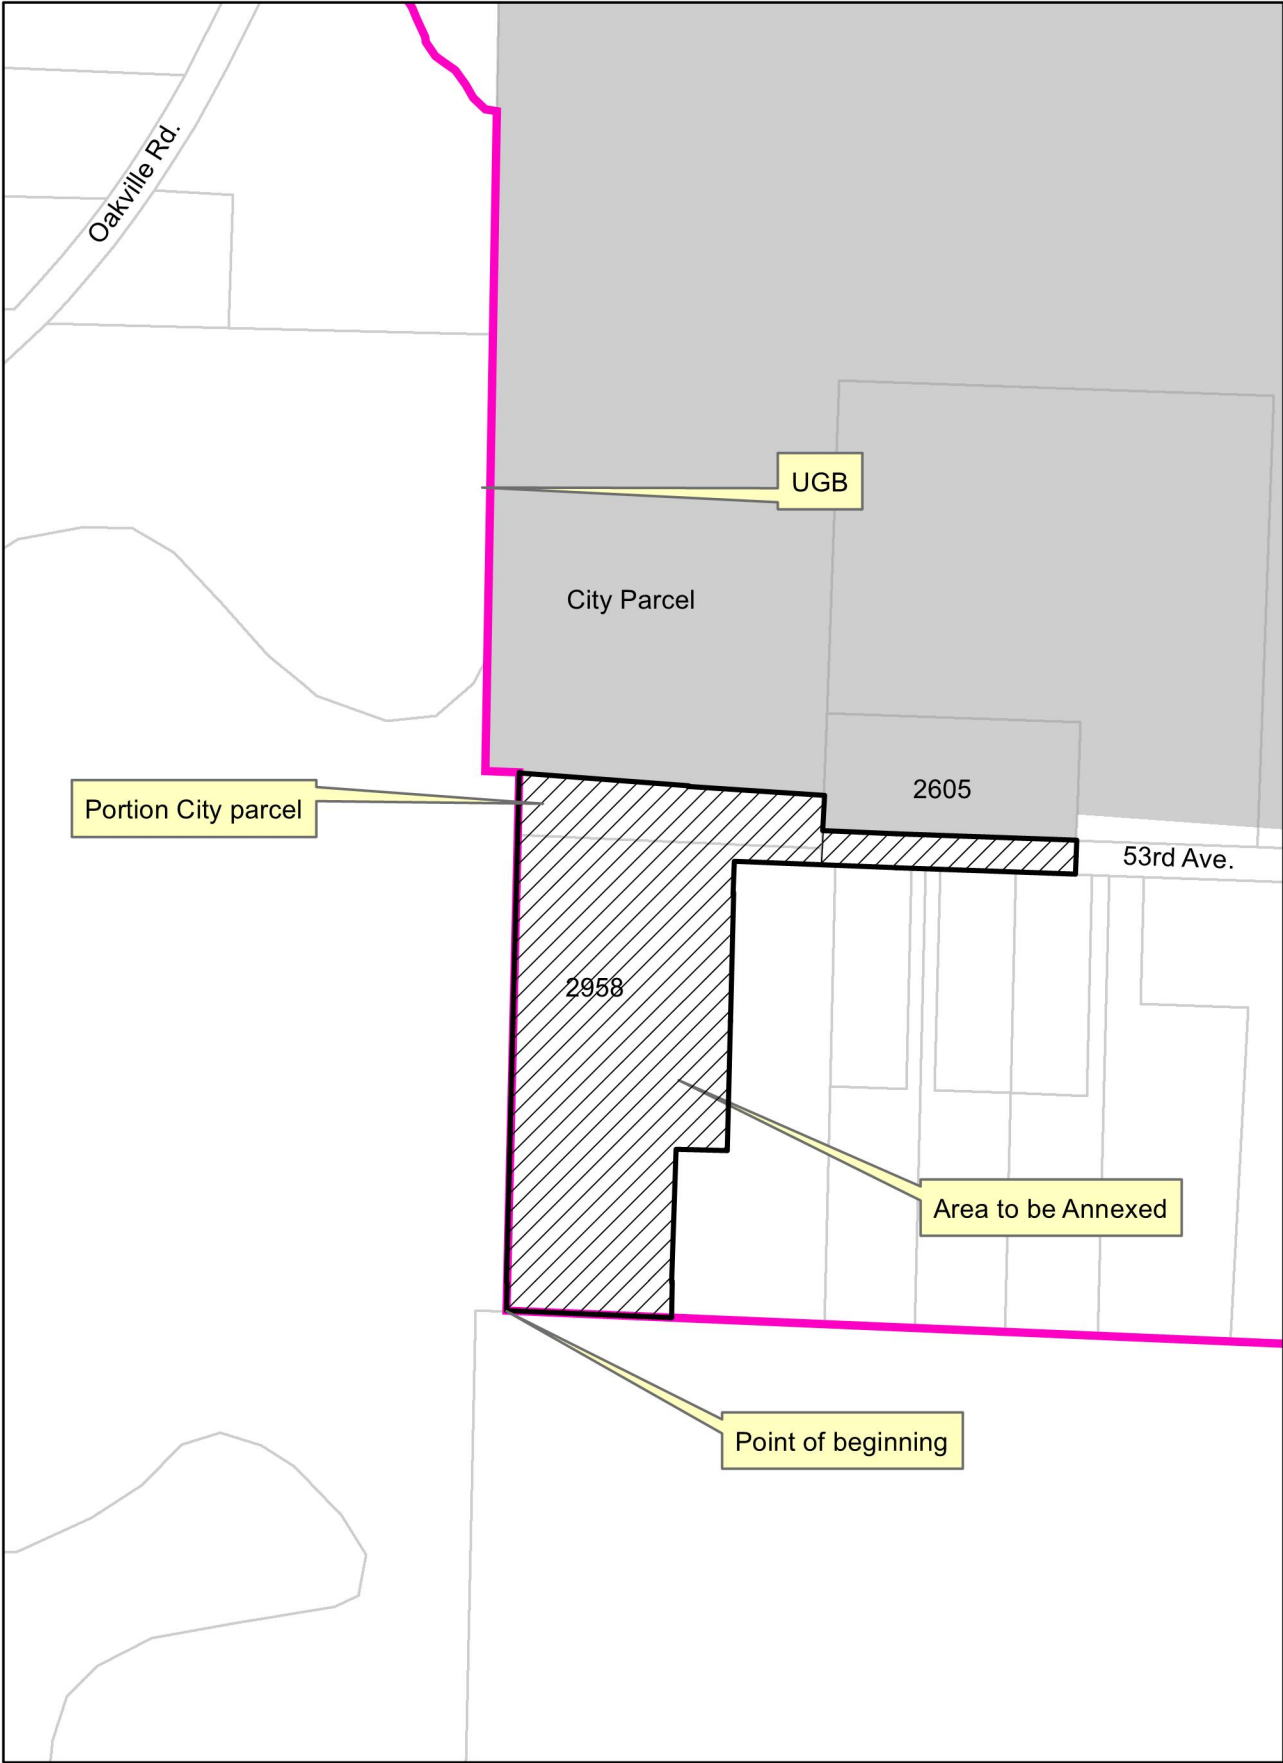 Oakville Rd.
UGB
City Parcel
2605
Portion City parcel
53rd Ave.
2958
Area to be Annexed
Point of beginning